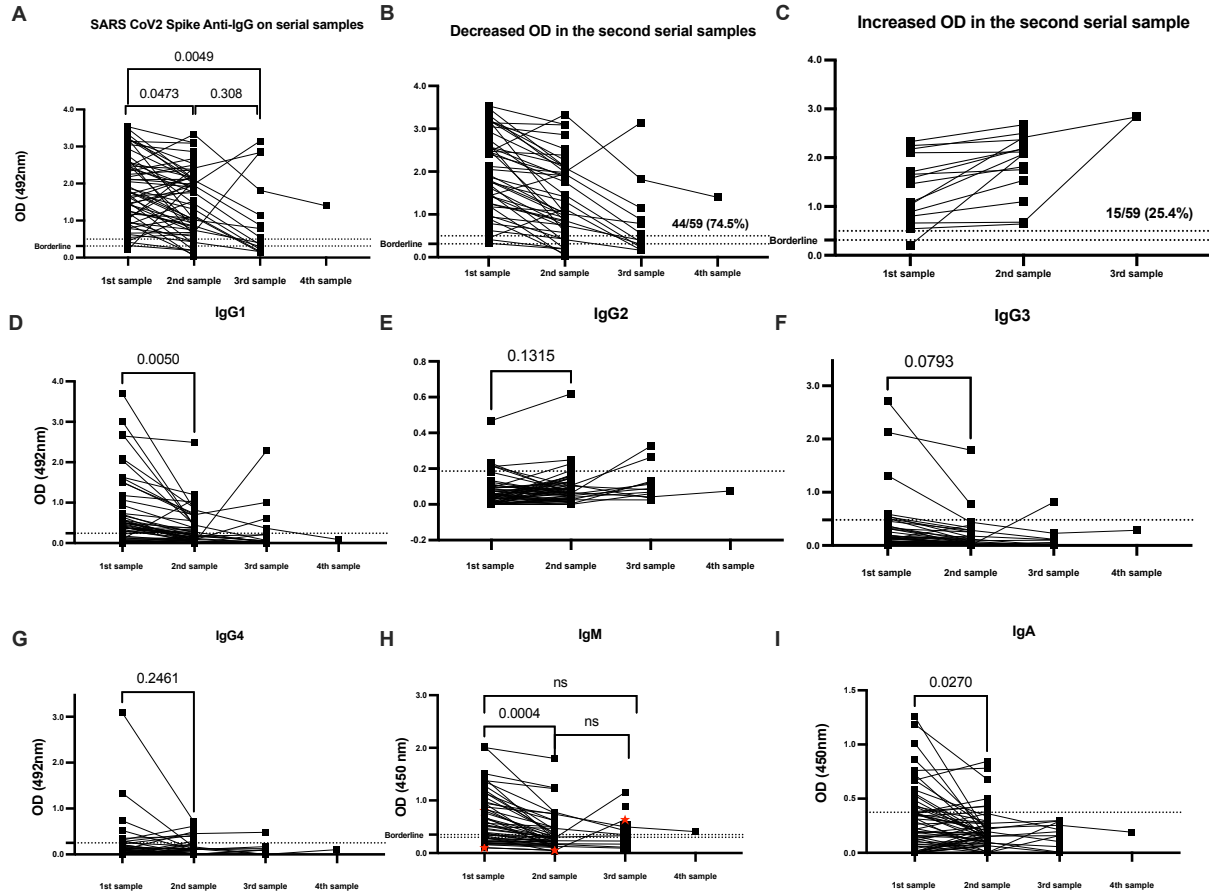 A
SARS CoV2 Spike Anti-IgG on serial samples
0.0049
0.0473
0.308
4.0
3.0
2.0
1.0
0.0
OD (492nm)
Borderline
1st sample 2nd sample 3rd sample 4th sample
B
Decreased OD in the second serial samples
4.0
3.0
2.0
1.0
0.0
44/59 (74.5%)
1st sample 2nd sample 3rd sample 4th sample
C
Increased OD in the second serial sample
4.0
3.0
2.0
1.0
0.0
Borderline
15/59 (25.4%)
1st sample 2nd sample 3rd sample
D
IgG1
0.0050
4.0
3.0
2.0
1.0
0.0
OD (492nm)
1st sample 2nd sample 3rd sample 4th sample
E
IgG2
0.1315
0.8
0.6
0.4
0.2
0.0
-0.2
1st sample 2nd sample 3rd sample 4th sample
F
IgG3
0.0793
3.0
2.0
1.0
0.0
1st sample 2nd sample 3rd sample 4th sample
G
IgG4
0.2461
3.0
2.0
1.0
0.0
OD (492nm)
1st sample 2nd sample 3rd sample 4th sample
H
IgM
ns
0.0004
ns
3.0
2.0
1.0
0.0
OD (450 nm)
Borderline
1st sample 2nd sample 3rd sample 4th sample
I
IgA
0.0270
1.5
1.0
0.5
0.0
OD (450nm)
1st sample 2nd sample 3rd sample 4th sample